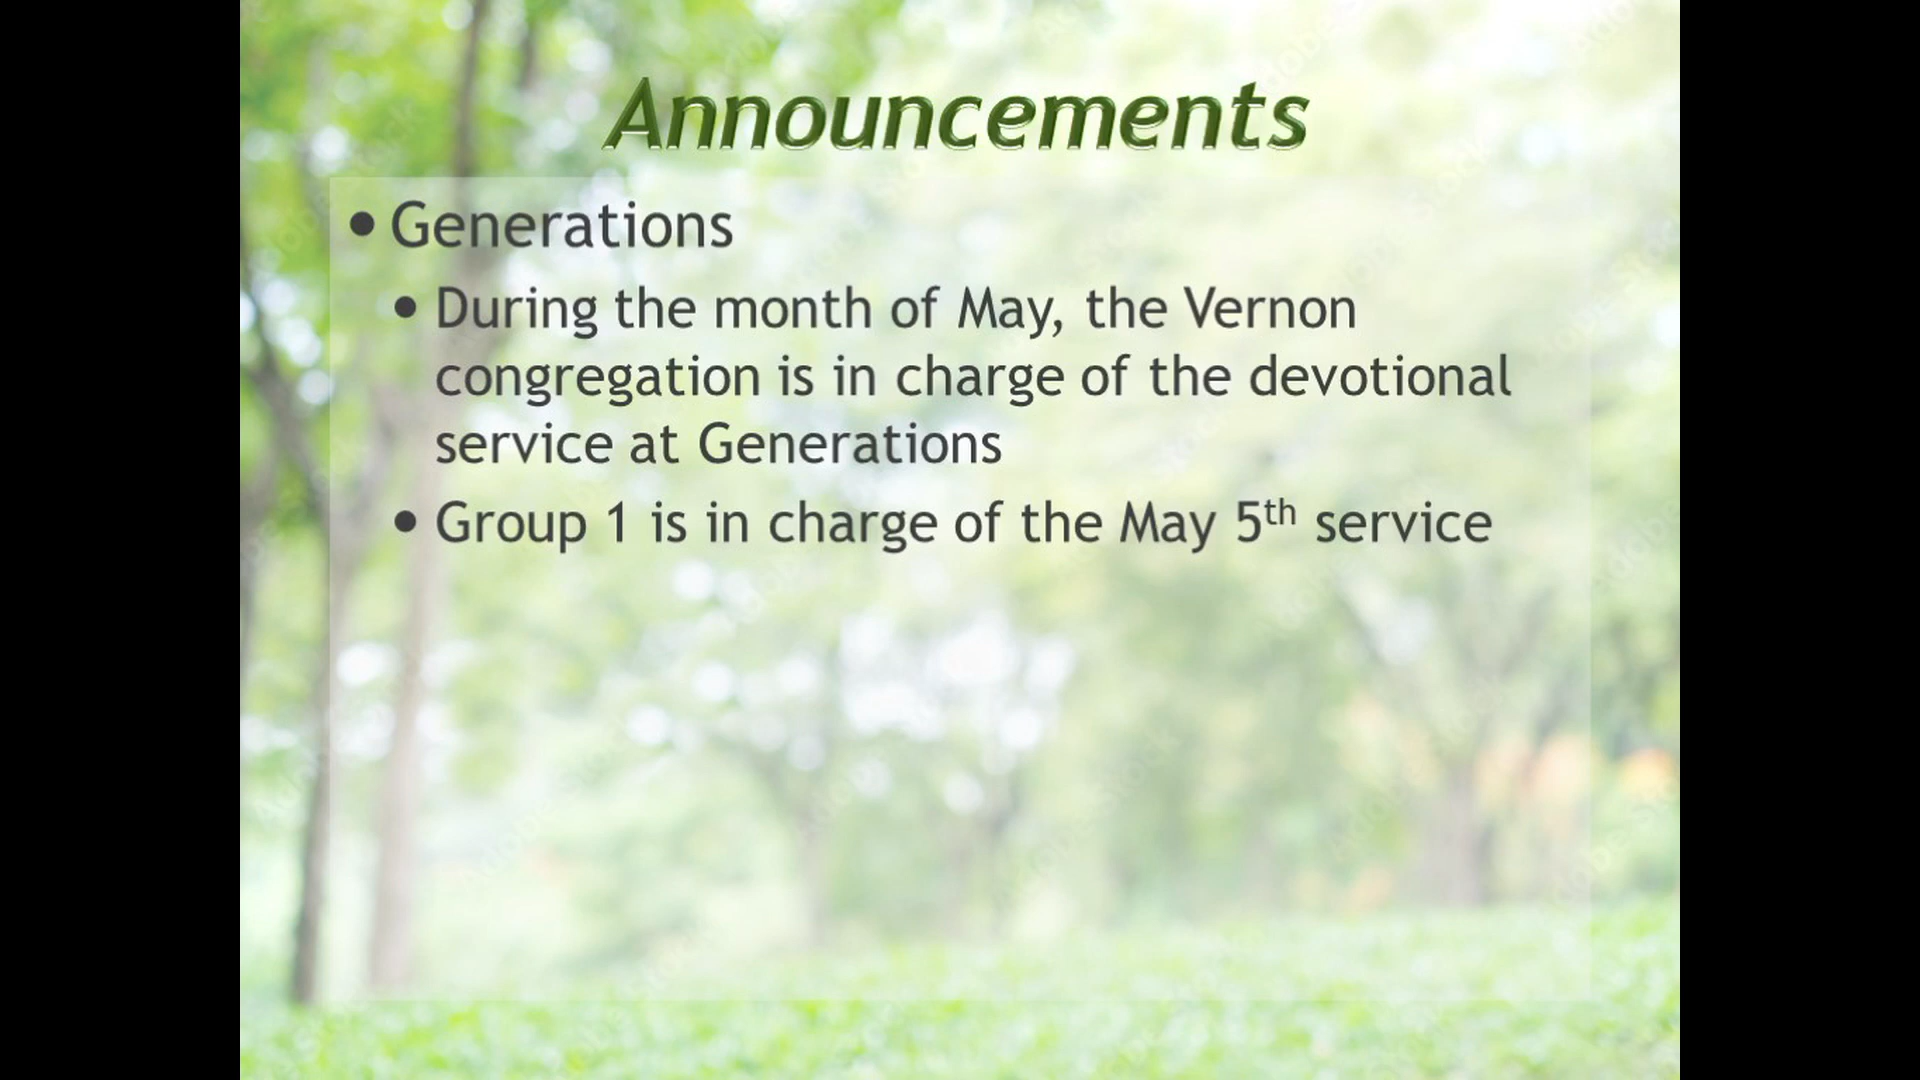 Announcements
• Generations
• During the month of May, the Vernon
congregation is in charge of the devotional
service at Generations
• Group 1 is in charge of the May 5th service